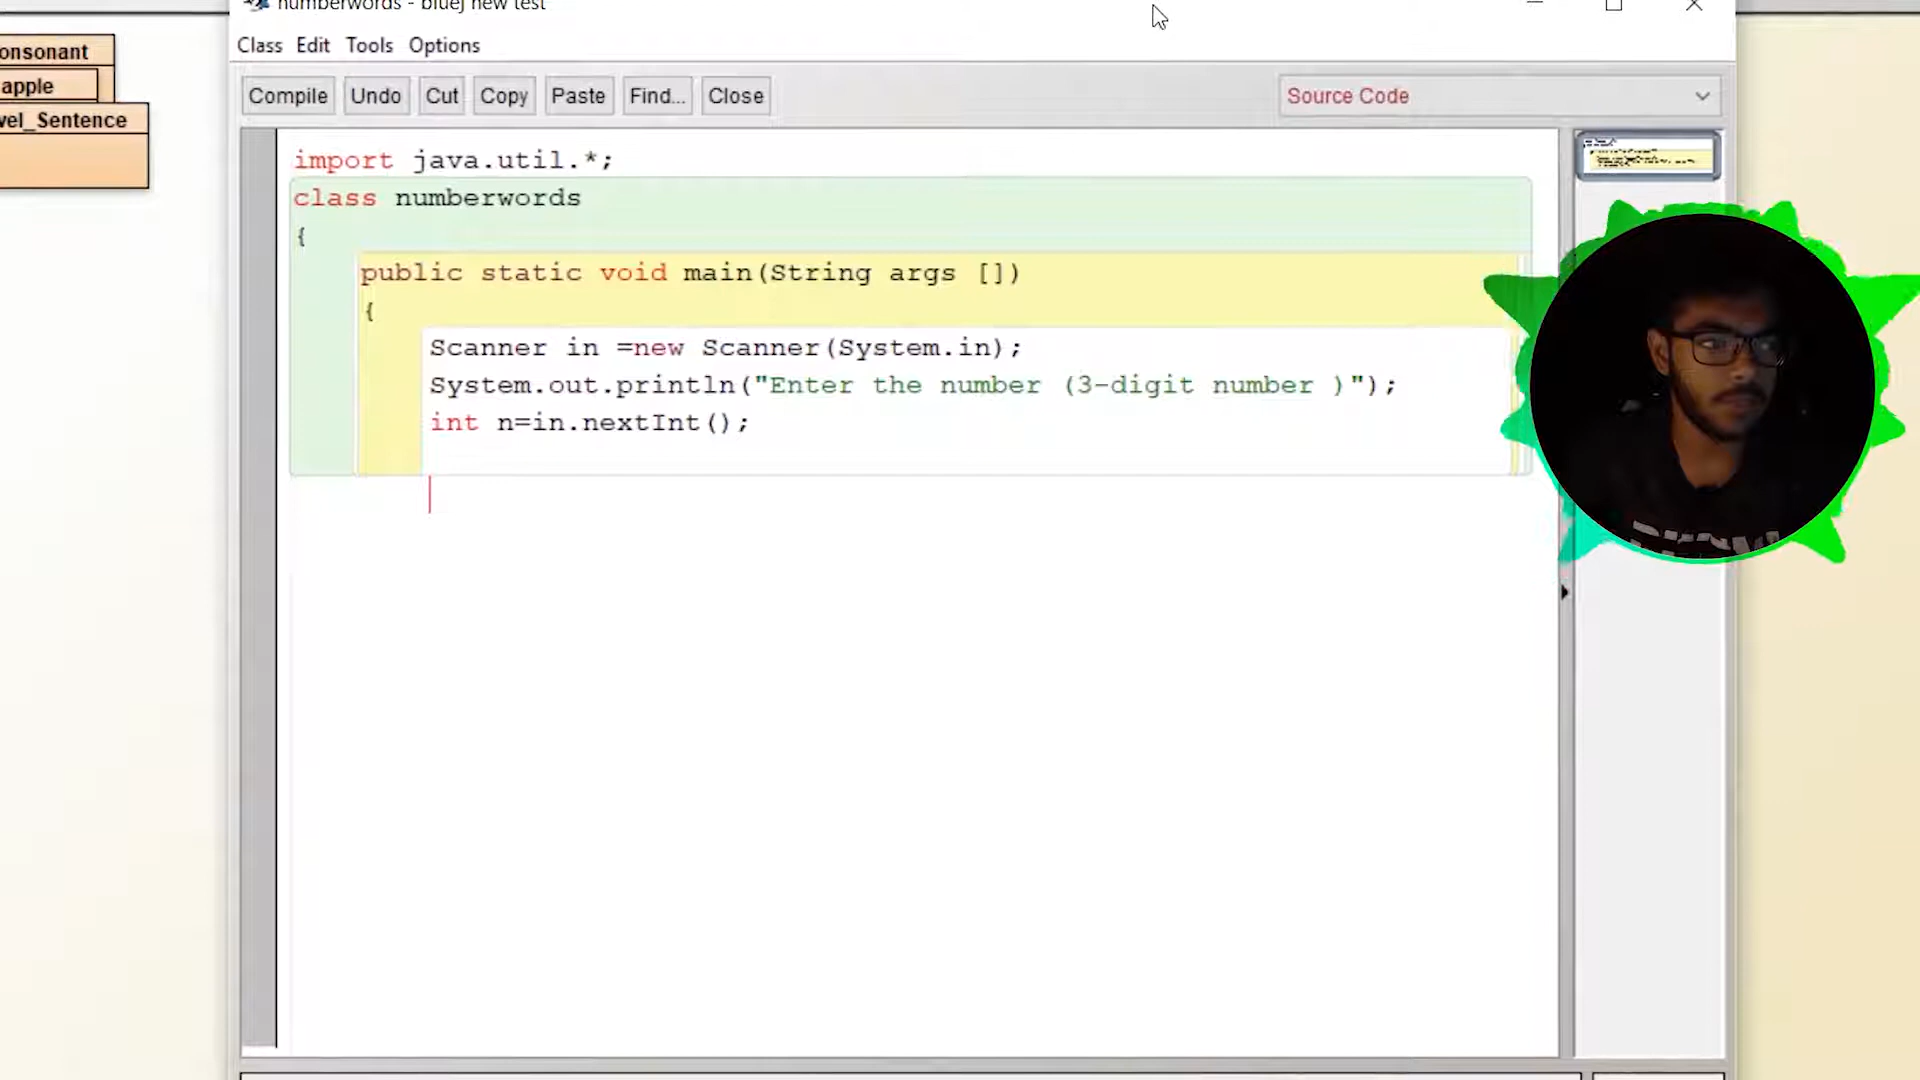 numberwords - bluej new test
Class Edit Tools Options
Compile Undo Cut Copy Paste Find... Close
Source Code
onsonant
apple
vel_Sentence
import java.util.*;
class numberwords
{
public static void main(String args [])
{
Scanner in =new Scanner(System.in);
System.out.println("Enter the number (3-digit number )");
int n=in.nextInt();